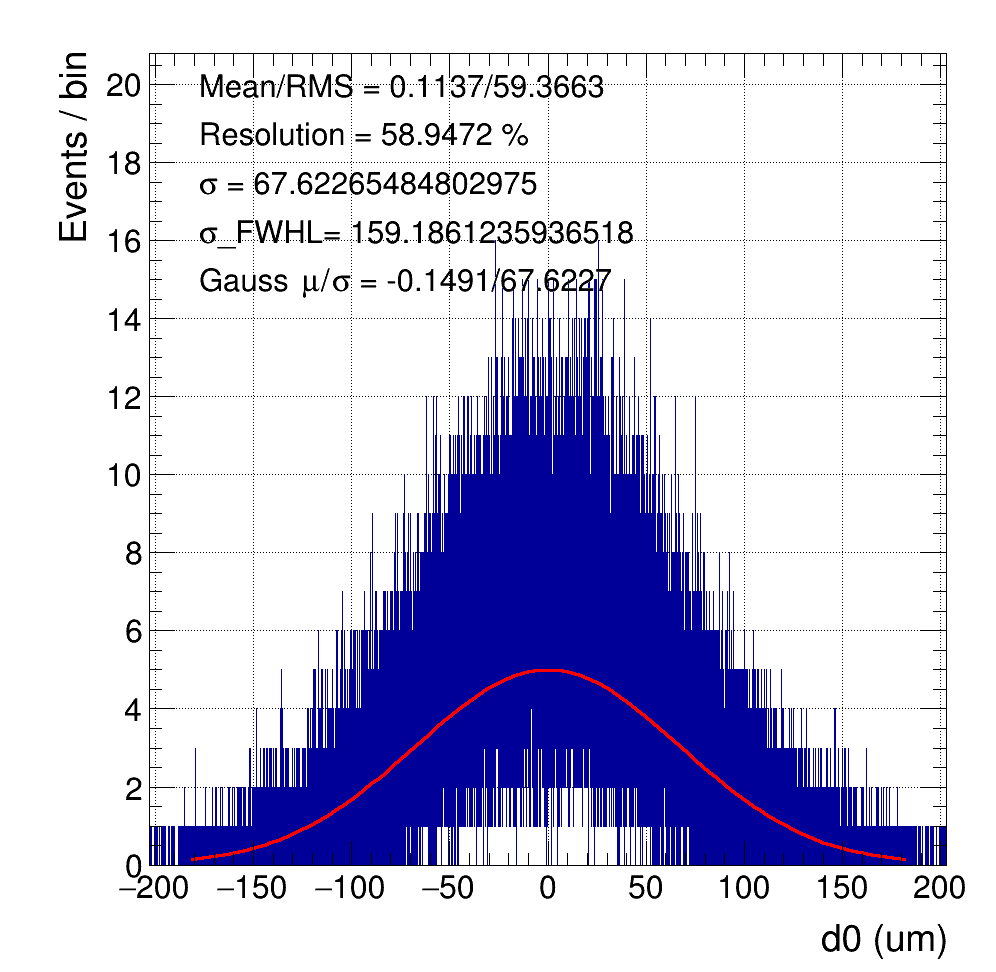 Events / bin
20
18
16
14
12
10
8
6
4
2
0
Mean/RMS = 0.1137/59.3663
Resolution = 58.9472 %
σ = 67.62265484802975
σ_FWHL= 159.1861235936518
Gauss μ/σ = -0.1491/67.6227
−200 −150 −100 −50 0 50 100 150 200
d0 (um)